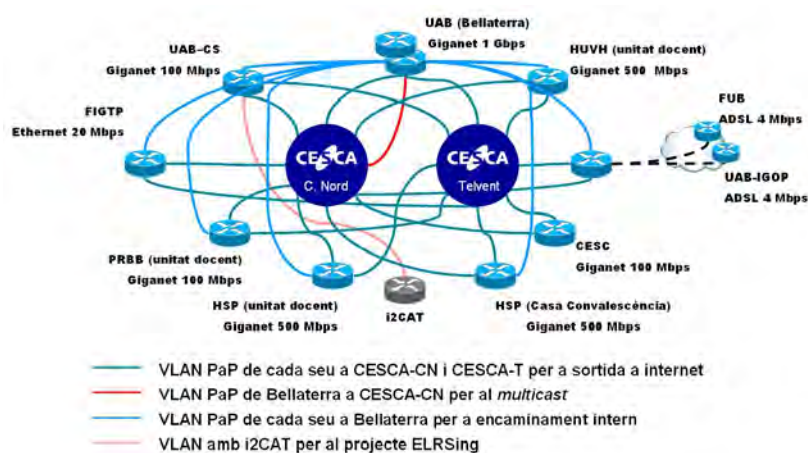 UAB (Bellaterra)
Giganet 1 Gbps
UAB–CS
Giganet 100 Mbps
HUVH (unitat docent)
Giganet 500 Mbps
FIGTP
Ethernet 20 Mbps
FUB
ADSL 4 Mbps
CESCA
C. Nord
CESCA
Telvent
UAB-IGOP
ADSL 4 Mbps
PRBB (unitat docent)
Giganet 100 Mbps
CESC
Giganet 100 Mbps
HSP (unitat docent)
Giganet 500 Mbps
i2CAT
HSP (Casa Convalescència)
Giganet 500 Mbps
VLAN PaP de cada seu a CESCA-CN i CESCA-T per a sortida a internet
VLAN PaP de Bellaterra a CESCA-CN per al multicast
VLAN PaP de cada seu a Bellaterra per a encaminament intern
VLAN amb i2CAT per al projecte ELRSing